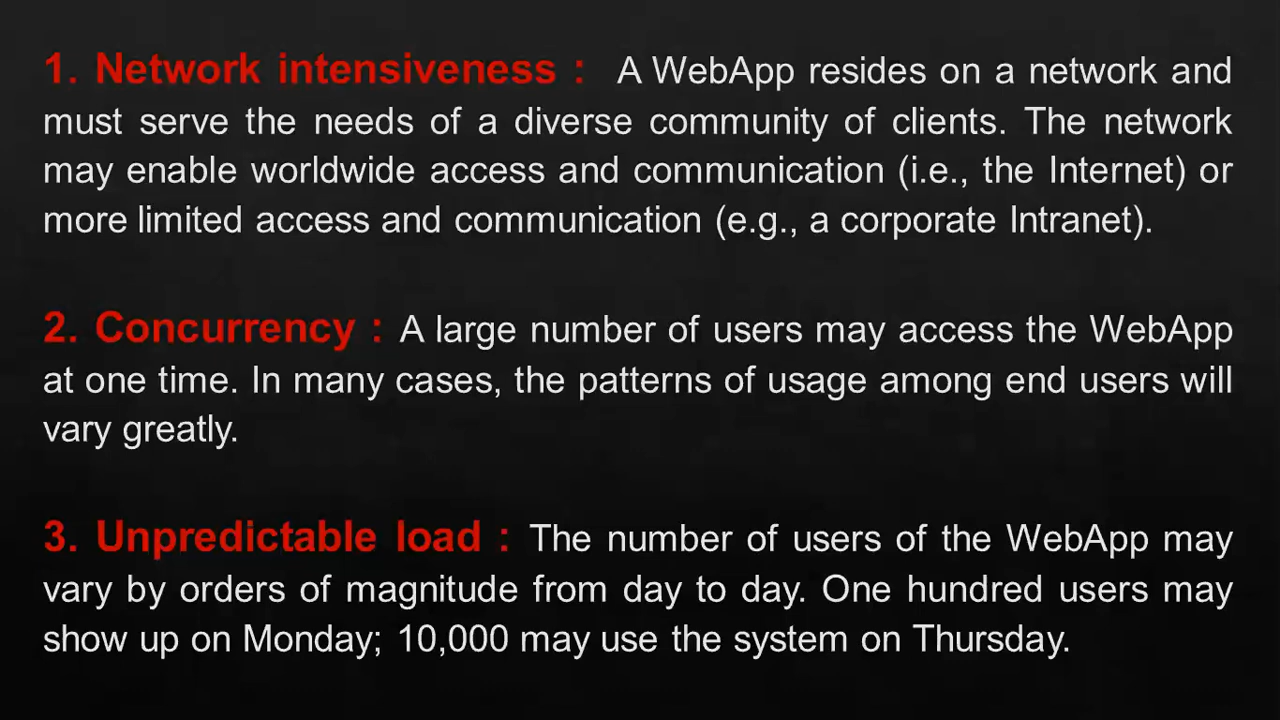 1. Network intensiveness : A WebApp resides on a network and
must serve the needs of a diverse community of clients. The network
may enable worldwide access and communication (i.e., the Internet) or
more limited access and communication (e.g., a corporate Intranet).
2. Concurrency : A large number of users may access the WebApp
at one time. In many cases, the patterns of usage among end users will
vary greatly.
3. Unpredictable load : The number of users of the WebApp may
vary by orders of magnitude from day to day. One hundred users may
show up on Monday; 10,000 may use the system on Thursday.